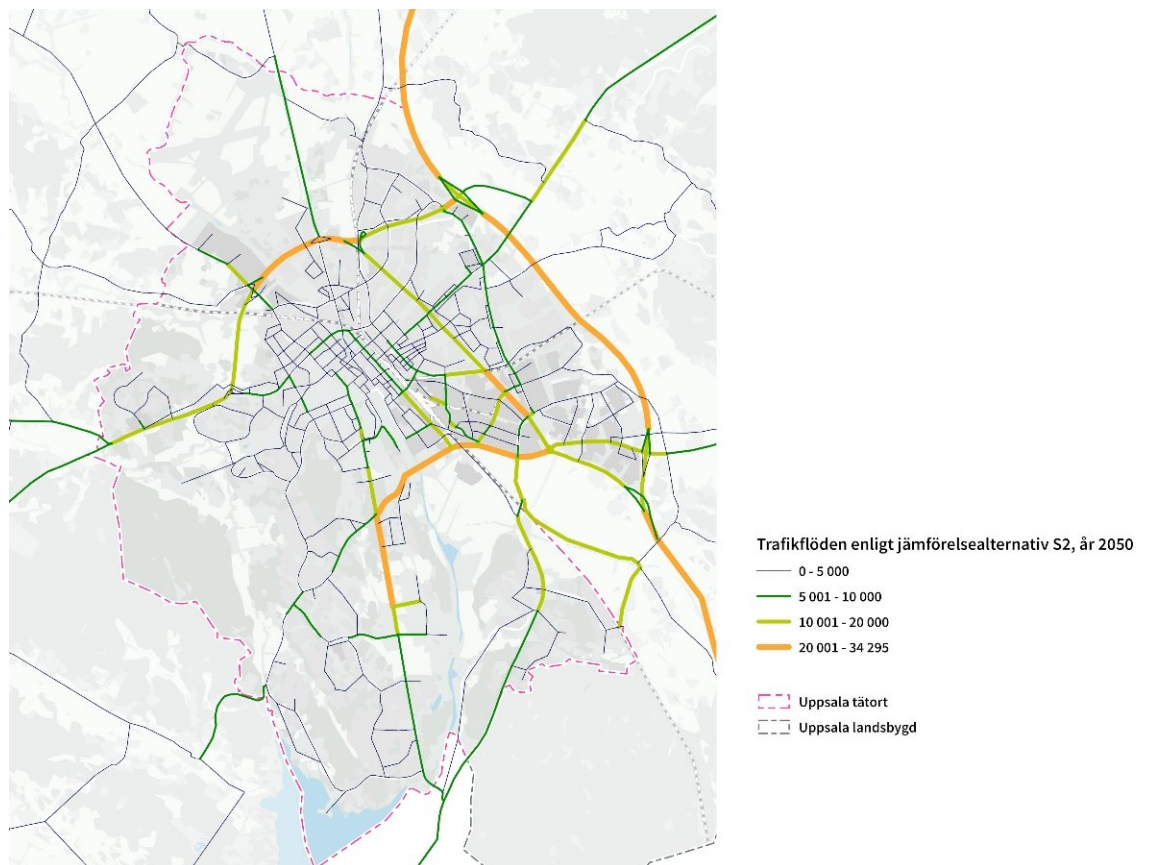 Trafikflöden enligt jämförelsealternativ S2, år 2050
0 - 5 000
5 001 - 10 000
10 001 - 20 000
20 001 - 34 295
Uppsala tätort
Uppsala landsbygd